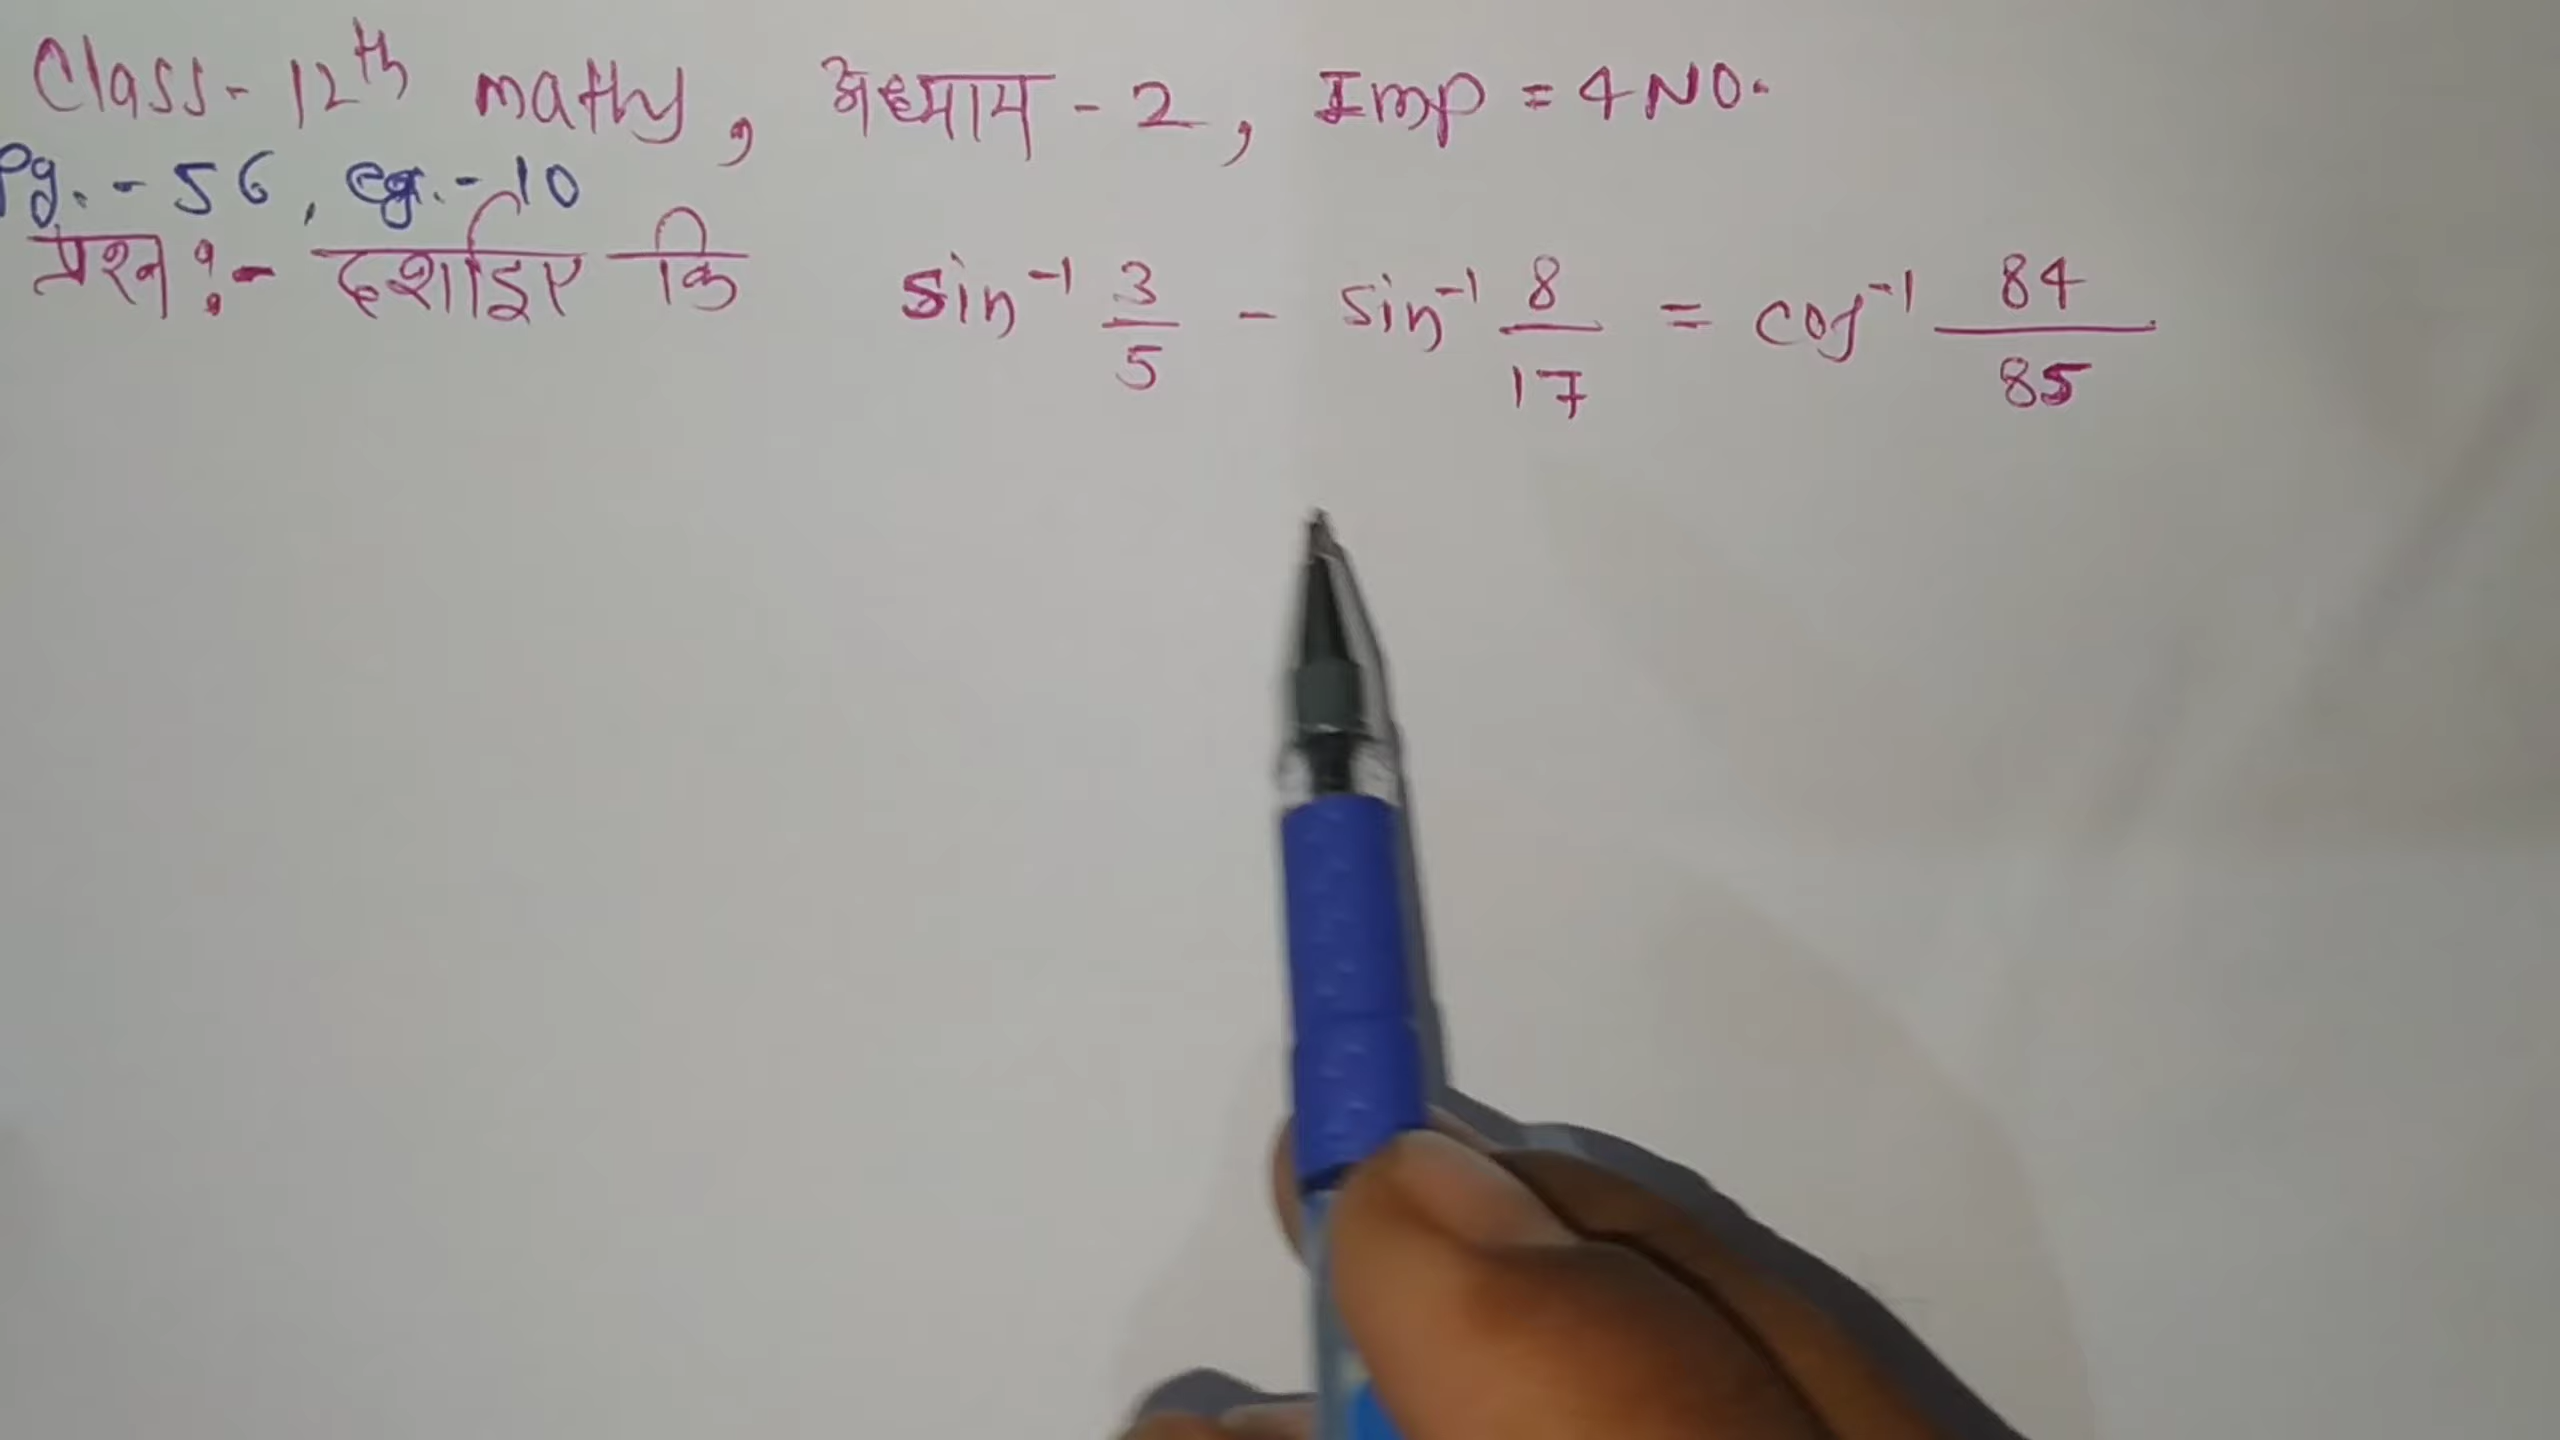 Class-12th maths, अध्याय-2, Imp = 4 NO.
Pg.-56, eg.-10
प्रश्न :- दर्शाइए कि sin⁻¹ 3/5 - sin⁻¹ 8/17 = cos⁻¹ 84/85